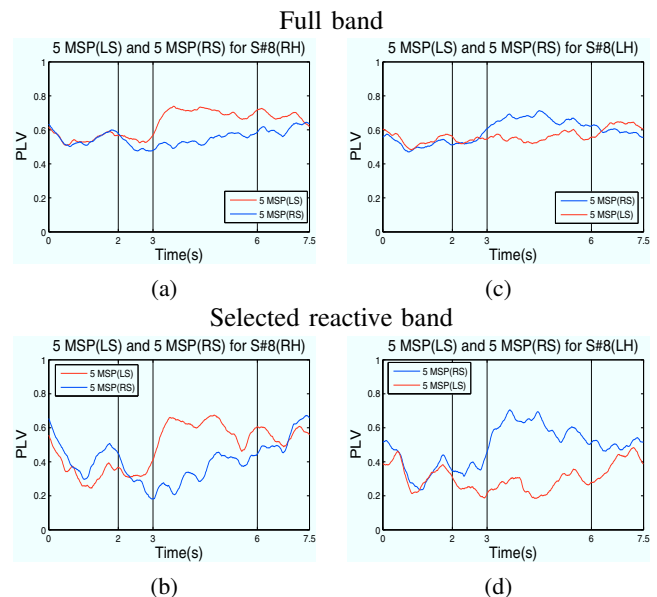 Full band
5 MSP(LS) and 5 MSP(RS) for S#8(RH)
1
0.8
0.6
0.4
0.2
0
PLV
5 MSP(LS)
5 MSP(RS)
0 2 3 6 7.5
Time(s)
(a)
5 MSP(LS) and 5 MSP(RS) for S#8(LH)
1
0.8
0.6
0.4
0.2
0
PLV
5 MSP(RS)
5 MSP(LS)
0 2 3 6 7.5
Time(s)
(c)
Selected reactive band
5 MSP(LS) and 5 MSP(RS) for S#8(RH)
1
0.8
0.6
0.4
0.2
0
PLV
5 MSP(LS)
5 MSP(RS)
0 2 3 6 7.5
Time(s)
(b)
5 MSP(LS) and 5 MSP(RS) for S#8(LH)
1
0.8
0.6
0.4
0.2
0
PLV
5 MSP(RS)
5 MSP(LS)
0 2 3 6 7.5
Time(s)
(d)